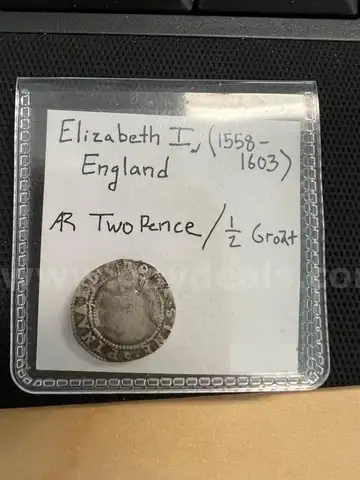 Elizabeth I, (1558-
1603)
England
AR Two Pence / 1/2 Groat